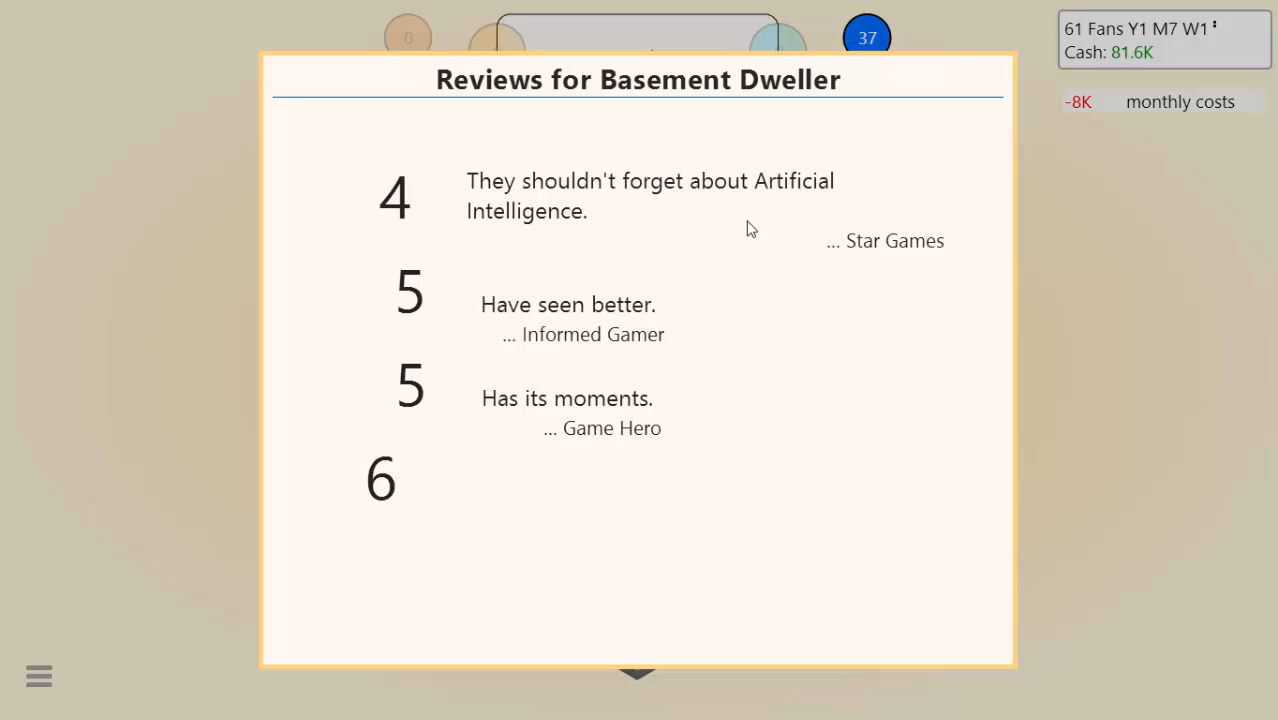 0
37
61 Fans Y1 M7 W1
Cash: 81.6K
-8K monthly costs
Reviews for Basement Dweller
4 They shouldn't forget about Artificial
Intelligence.
... Star Games
5 Have seen better.
... Informed Gamer
5 Has its moments.
... Game Hero
6